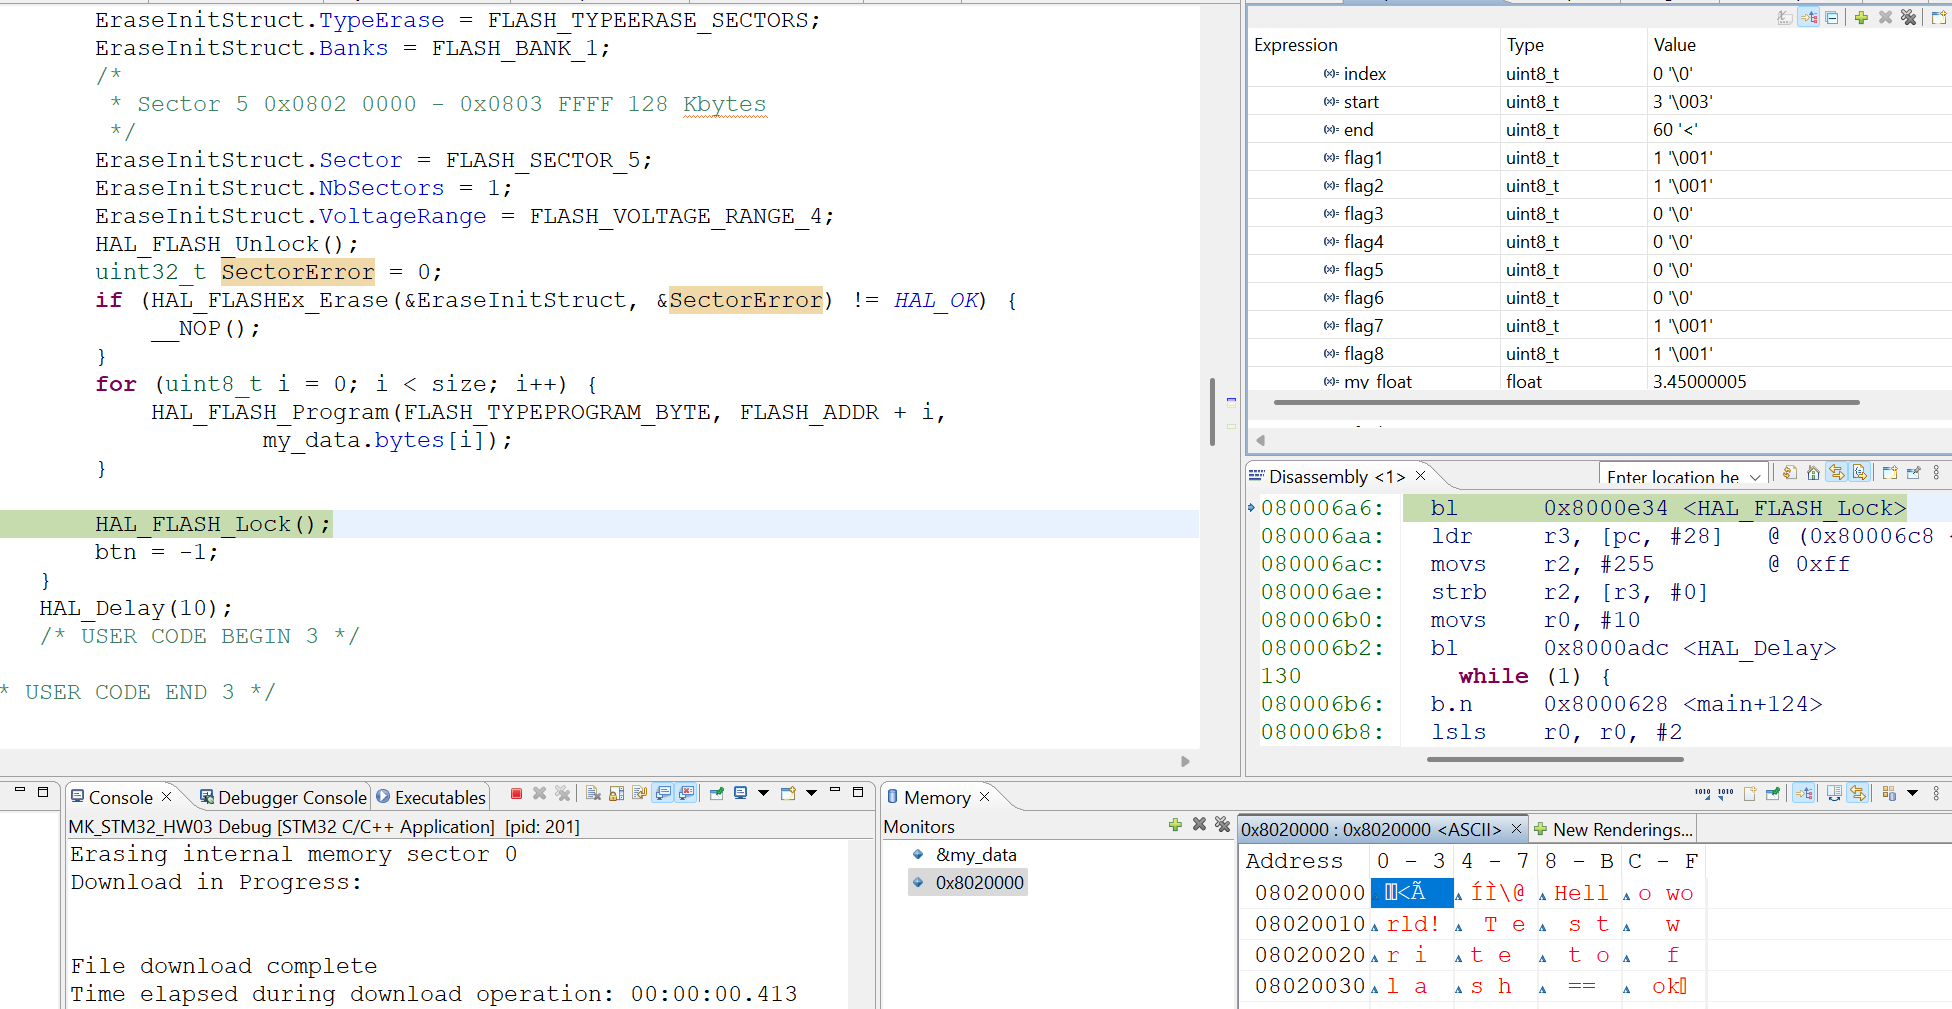 EraseInitStruct.TypeErase = FLASH_TYPEERASE_SECTORS;
EraseInitStruct.Banks = FLASH_BANK_1;
/*
* Sector 5 0x0802 0000 - 0x0803 FFFF 128 Kbytes
*/
EraseInitStruct.Sector = FLASH_SECTOR_5;
EraseInitStruct.NbSectors = 1;
EraseInitStruct.VoltageRange = FLASH_VOLTAGE_RANGE_4;
HAL_FLASH_Unlock();
uint32_t SectorError = 0;
if (HAL_FLASHEx_Erase(&EraseInitStruct, &SectorError) != HAL_OK) {
__NOP();
}
for (uint8_t i = 0; i < size; i++) {
HAL_FLASH_Program(FLASH_TYPEPROGRAM_BYTE, FLASH_ADDR + i,
my_data.bytes[i]);
}
HAL_FLASH_Lock();
btn = -1;
}
HAL_Delay(10);
/* USER CODE BEGIN 3 */
* USER CODE END 3 */
Expression Type Value
index uint8_t 0 '\0'
start uint8_t 3 '\003'
end uint8_t 60 '<'
flag1 uint8_t 1 '\001'
flag2 uint8_t 1 '\001'
flag3 uint8_t 0 '\0'
flag4 uint8_t 0 '\0'
flag5 uint8_t 0 '\0'
flag6 uint8_t 0 '\0'
flag7 uint8_t 1 '\001'
flag8 uint8_t 1 '\001'
my_float float 3.45000005
Disassembly <1> Enter location he
080006a6: bl 0x8000e34 <HAL_FLASH_Lock>
080006aa: ldr r3, [pc, #28] @ (0x80006c8
080006ac: movs r2, #255 @ 0xff
080006ae: strb r2, [r3, #0]
080006b0: movs r0, #10
080006b2: bl 0x8000adc <HAL_Delay>
130 while (1) {
080006b6: b.n 0x8000628 <main+124>
080006b8: lsls r0, r0, #2
Console Debugger Console Executables
MK_STM32_HW03 Debug [STM32 C/C++ Application] [pid: 201]
Erasing internal memory sector 0
Download in Progress:
File download complete
Time elapsed during download operation: 00:00:00.413
Memory
Monitors
&my_data
0x8020000
0x8020000 : 0x8020000 <ASCII> New Renderings...
Address 0 - 3 4 - 7 8 - B C - F
08020000 <Ã ÍÌ\@ Hell o wo
08020010 rld! T e s t w
08020020 r i t e t o f
08020030 l a s h == ok